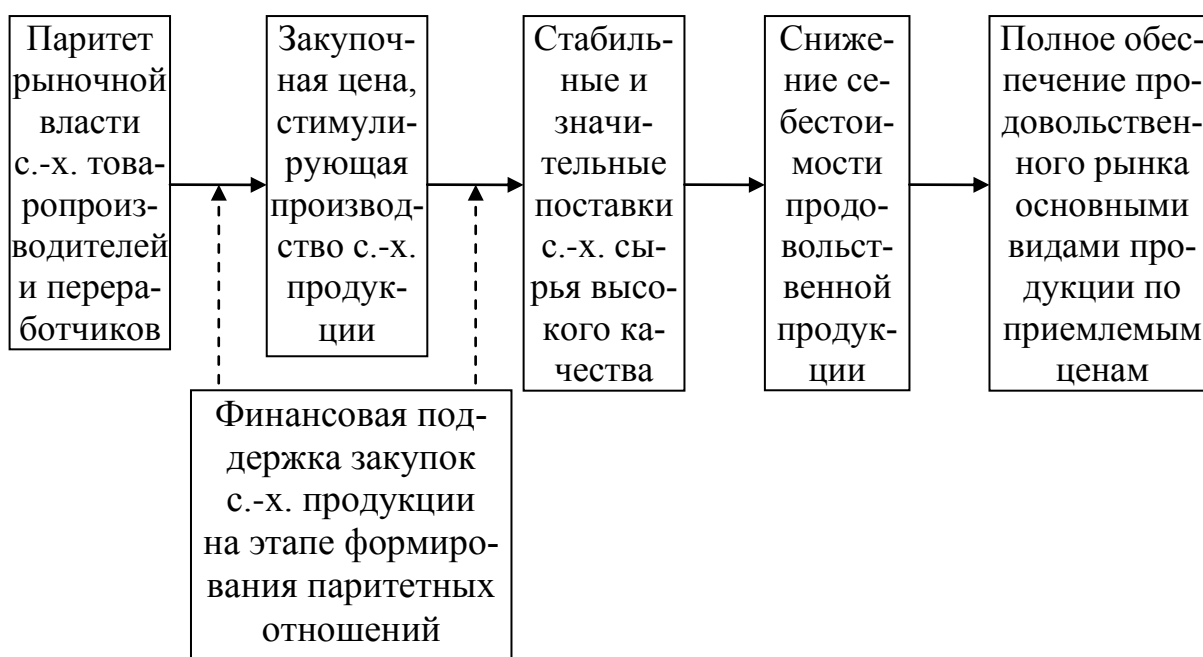 Паритет
рыночной
власти
с.-х. това-
ропроиз-
водителей
и перера-
ботчиков
Закупоч-
ная цена,
стимули-
рующая
производ-
ство с.-х.
продук-
ции
Стабиль-
ные и
значи-
тельные
поставки
с.-х. сы-
рья высо-
кого ка-
чества
Сниже-
ние се-
бестои-
мости
продо-
вольст-
венной
продук-
ции
Полное обес-
печение про-
довольствен-
ного рынка
основными
видами про-
дукции по
приемлемым
ценам
Финансовая под-
держка закупок
с.-х. продукции
на этапе формиро-
вания паритетных
отношений